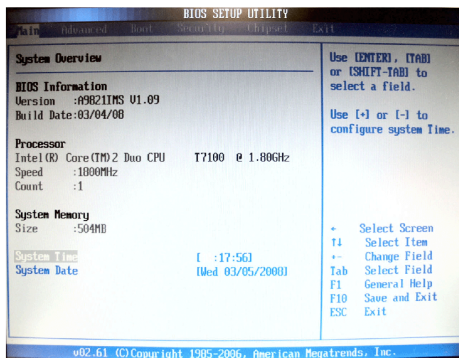 BIOS SETUP UTILITY
Main Advanced Boot Security Chipset Exit
System Overview
BIOS Information
Version :A9821IMS V1.09
Build Date:03/04/08
Processor
Intel(R) Core(TM)2 Duo CPU T7100 @ 1.80GHz
Speed :1800MHz
Count :1
System Memory
Size :504MB
System Time [ :17:56]
System Date [Wed 03/05/2008]
Use [ENTER], [TAB]
or [SHIFT-TAB] to
select a field.
Use [+] or [-] to
configure system Time.
Select Screen
↑↓ Select Item
+- Change Field
Tab Select Field
F1 General Help
F10 Save and Exit
ESC Exit
v02.61 (C)Copyright 1985-2006, American Megatrends, Inc.